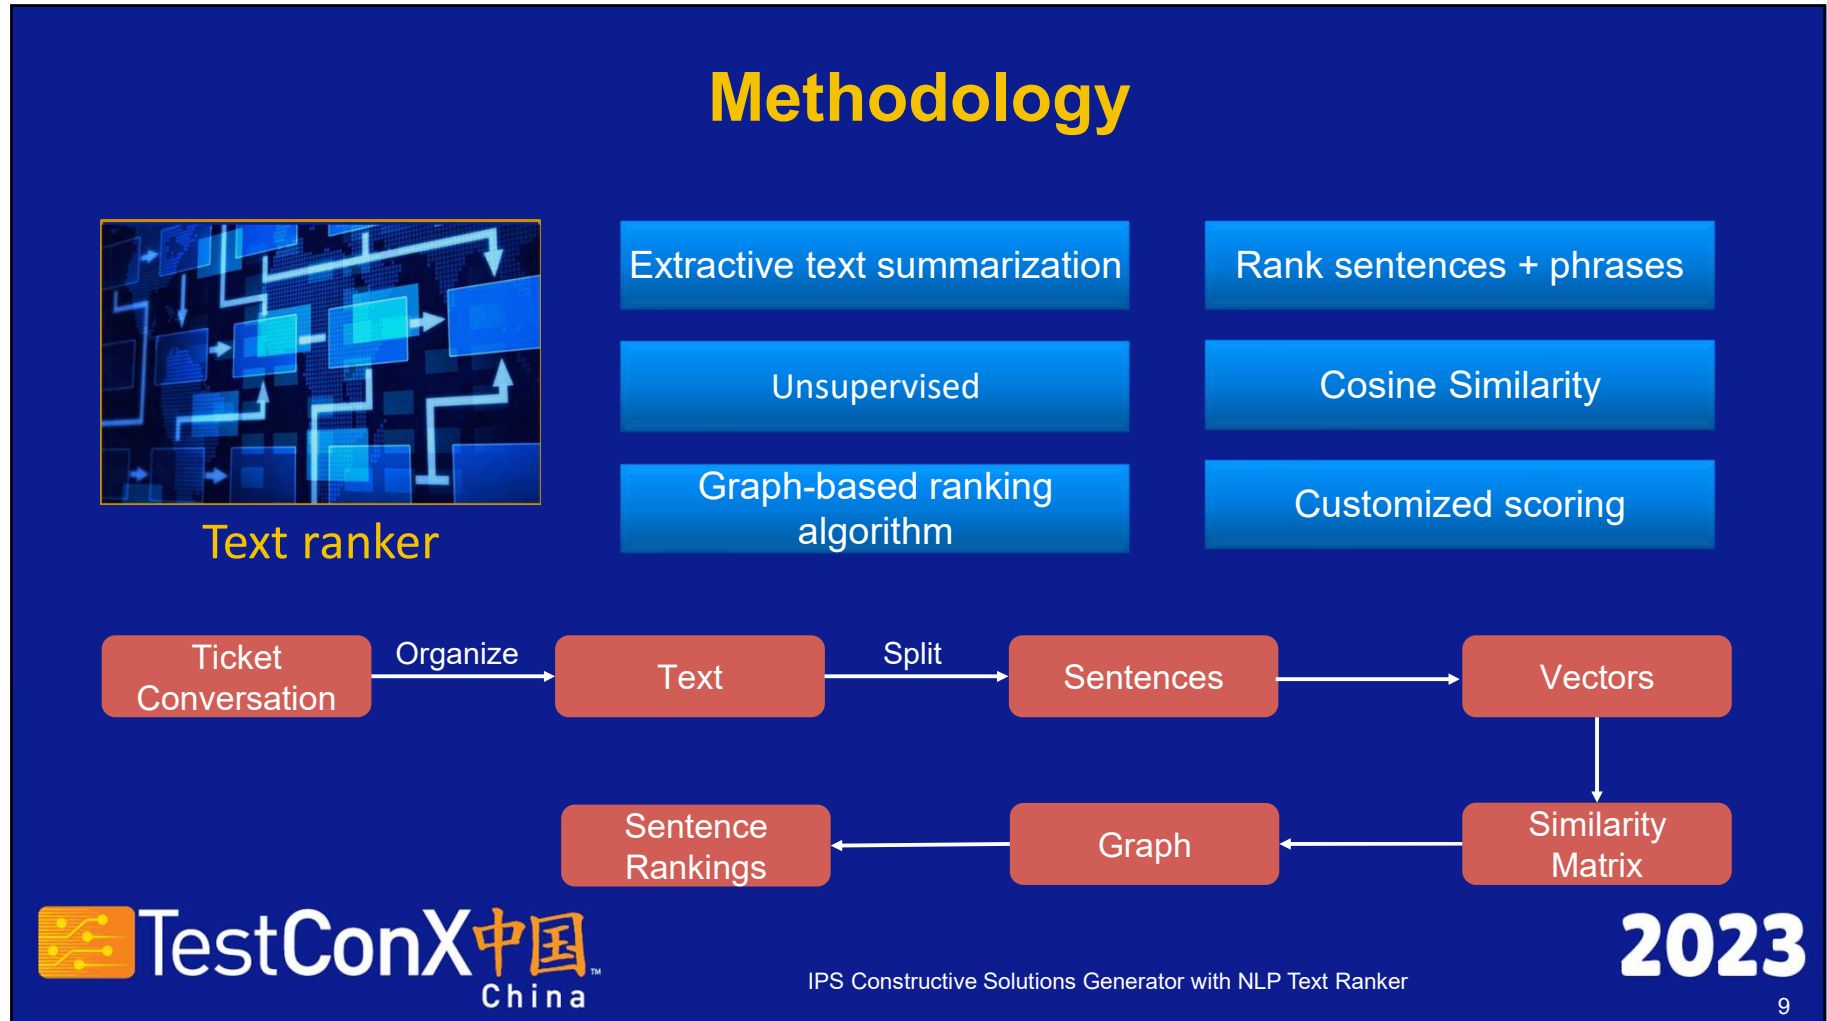 Methodology
Text ranker
Extractive text summarization
Unsupervised
Graph-based ranking
algorithm
Rank sentences + phrases
Cosine Similarity
Customized scoring
Ticket
Conversation
Organize
Text
Split
Sentences
Vectors
Similarity
Matrix
Graph
Sentence
Rankings
TestConX中国™
China
IPS Constructive Solutions Generator with NLP Text Ranker
2023
9